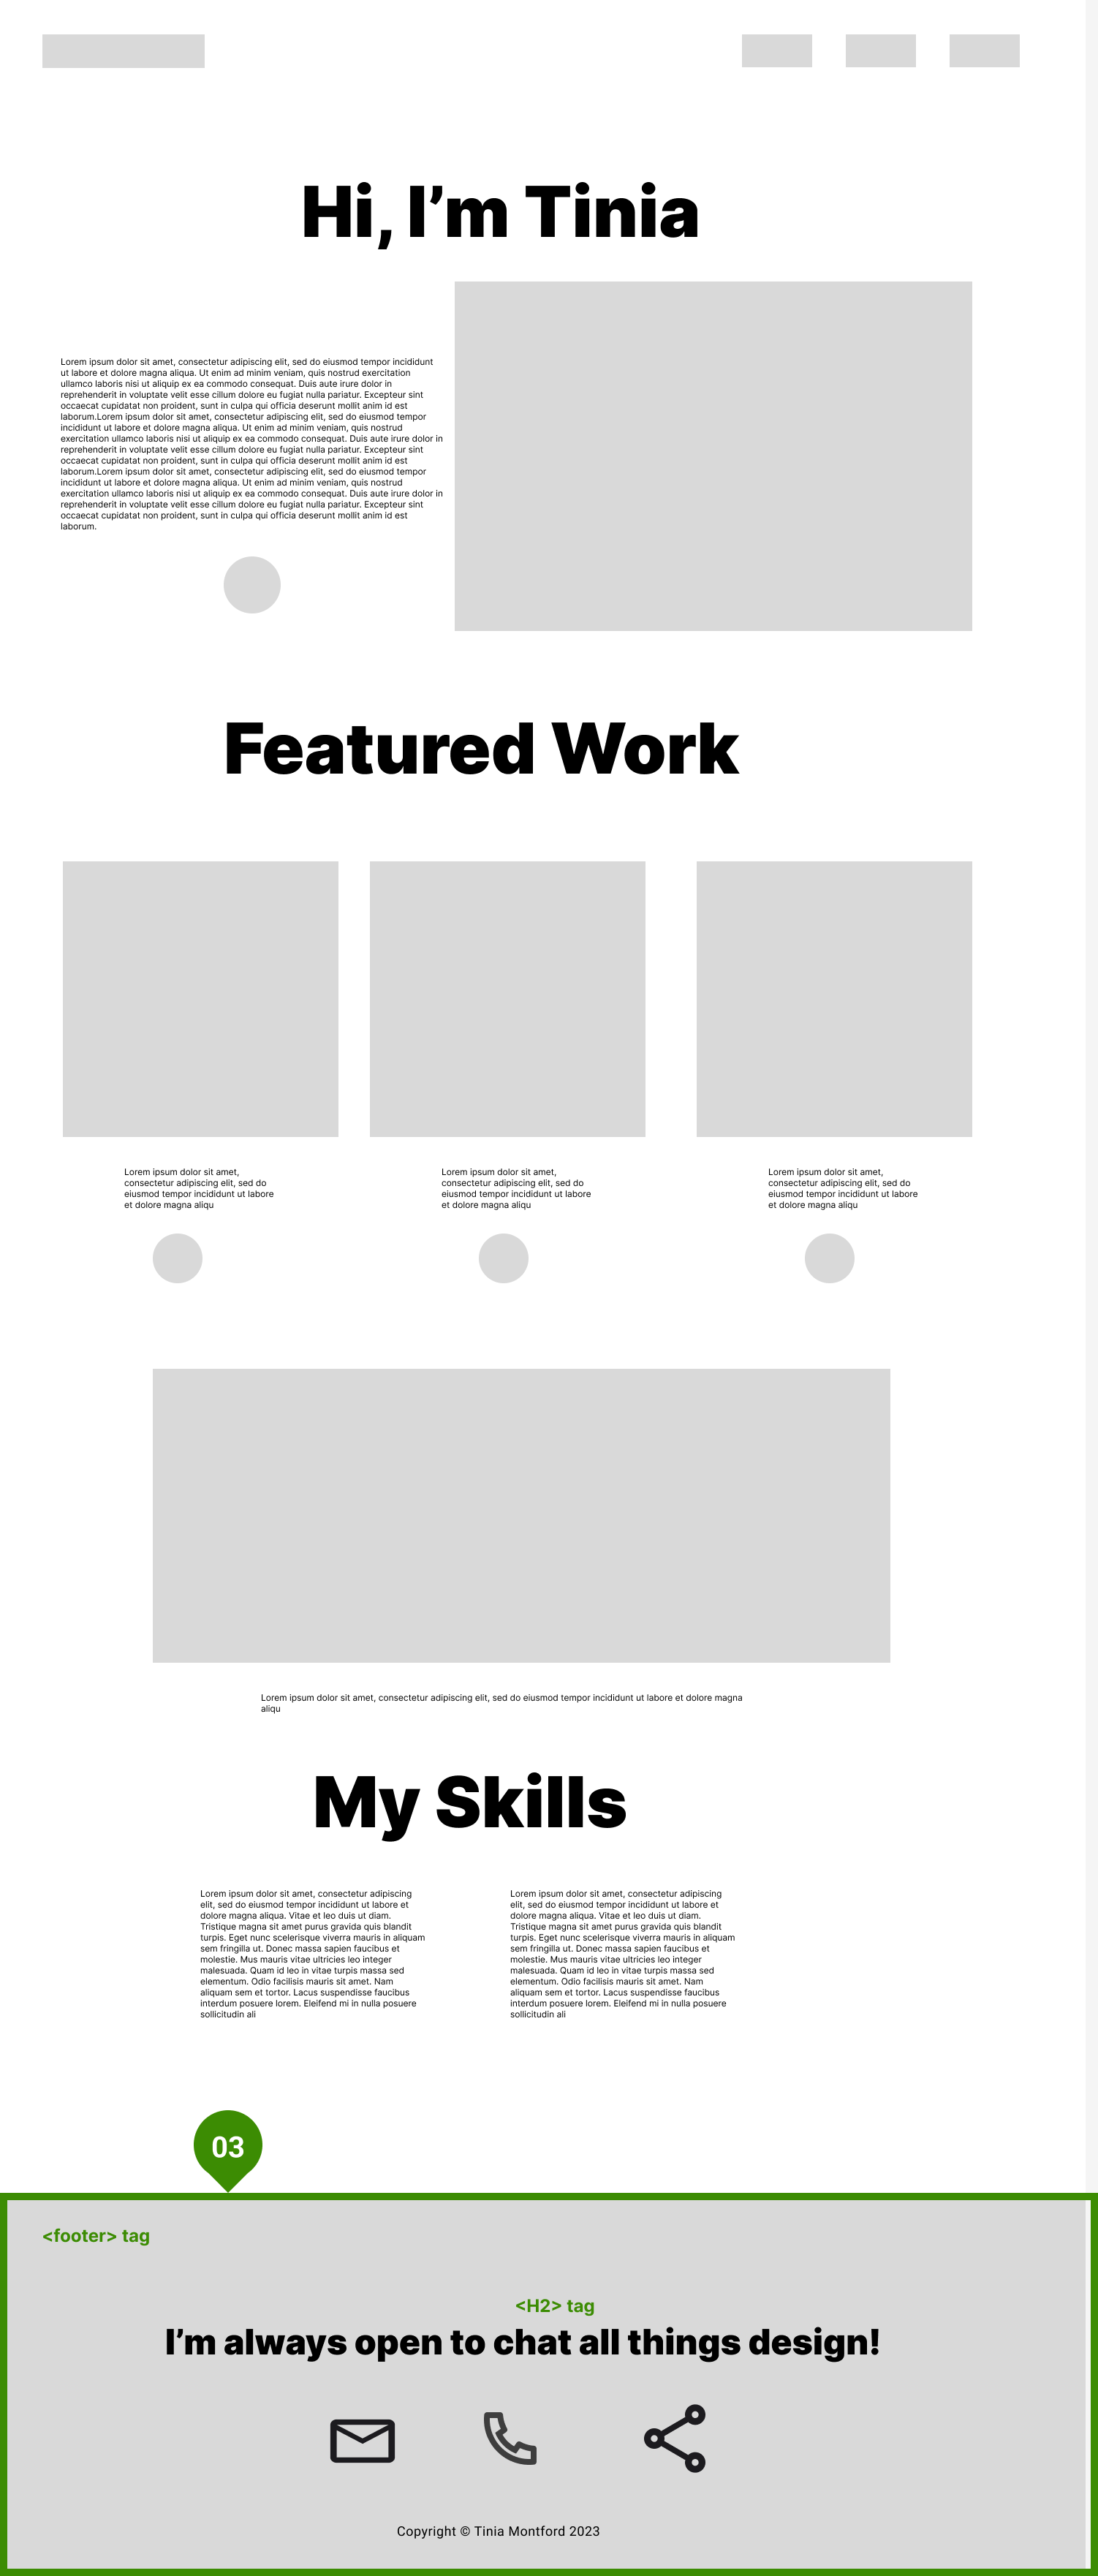 Hi, I’m Tinia
Lorem ipsum dolor sit amet, consectetur adipiscing elit, sed do eiusmod tempor incididunt
ut labore et dolore magna aliqua. Ut enim ad minim veniam, quis nostrud exercitation
ullamco laboris nisi ut aliquip ex ea commodo consequat. Duis aute irure dolor in
reprehenderit in voluptate velit esse cillum dolore eu fugiat nulla pariatur. Excepteur sint
occaecat cupidatat non proident, sunt in culpa qui officia deserunt mollit anim id est
laborum.Lorem ipsum dolor sit amet, consectetur adipiscing elit, sed do eiusmod tempor
incididunt ut labore et dolore magna aliqua. Ut enim ad minim veniam, quis nostrud
exercitation ullamco laboris nisi ut aliquip ex ea commodo consequat. Duis aute irure dolor in
reprehenderit in voluptate velit esse cillum dolore eu fugiat nulla pariatur. Excepteur sint
occaecat cupidatat non proident, sunt in culpa qui officia deserunt mollit anim id est
laborum.Lorem ipsum dolor sit amet, consectetur adipiscing elit, sed do eiusmod tempor
incididunt ut labore et dolore magna aliqua. Ut enim ad minim veniam, quis nostrud
exercitation ullamco laboris nisi ut aliquip ex ea commodo consequat. Duis aute irure dolor in
reprehenderit in voluptate velit esse cillum dolore eu fugiat nulla pariatur. Excepteur sint
occaecat cupidatat non proident, sunt in culpa qui officia deserunt mollit anim id est
laborum.
Featured Work
Lorem ipsum dolor sit amet,
consectetur adipiscing elit, sed do
eiusmod tempor incididunt ut labore
et dolore magna aliqu
Lorem ipsum dolor sit amet,
consectetur adipiscing elit, sed do
eiusmod tempor incididunt ut labore
et dolore magna aliqu
Lorem ipsum dolor sit amet,
consectetur adipiscing elit, sed do
eiusmod tempor incididunt ut labore
et dolore magna aliqu
Lorem ipsum dolor sit amet, consectetur adipiscing elit, sed do eiusmod tempor incididunt ut labore et dolore magna
aliqu
My Skills
Lorem ipsum dolor sit amet, consectetur adipiscing
elit, sed do eiusmod tempor incididunt ut labore et
dolore magna aliqua. Vitae et leo duis ut diam.
Tristique magna sit amet purus gravida quis blandit
turpis. Eget nunc scelerisque viverra mauris in aliquam
sem fringilla ut. Donec massa sapien faucibus et
molestie. Mus mauris vitae ultricies leo integer
malesuada. Quam id leo in vitae turpis massa sed
elementum. Odio facilisis mauris sit amet. Nam
aliquam sem et tortor. Lacus suspendisse faucibus
interdum posuere lorem. Eleifend mi in nulla posuere
sollicitudin ali
Lorem ipsum dolor sit amet, consectetur adipiscing
elit, sed do eiusmod tempor incididunt ut labore et
dolore magna aliqua. Vitae et leo duis ut diam.
Tristique magna sit amet purus gravida quis blandit
turpis. Eget nunc scelerisque viverra mauris in aliquam
sem fringilla ut. Donec massa sapien faucibus et
molestie. Mus mauris vitae ultricies leo integer
malesuada. Quam id leo in vitae turpis massa sed
elementum. Odio facilisis mauris sit amet. Nam
aliquam sem et tortor. Lacus suspendisse faucibus
interdum posuere lorem. Eleifend mi in nulla posuere
sollicitudin ali
03
<footer> tag
<H2> tag
I’m always open to chat all things design!
Copyright © Tinia Montford 2023